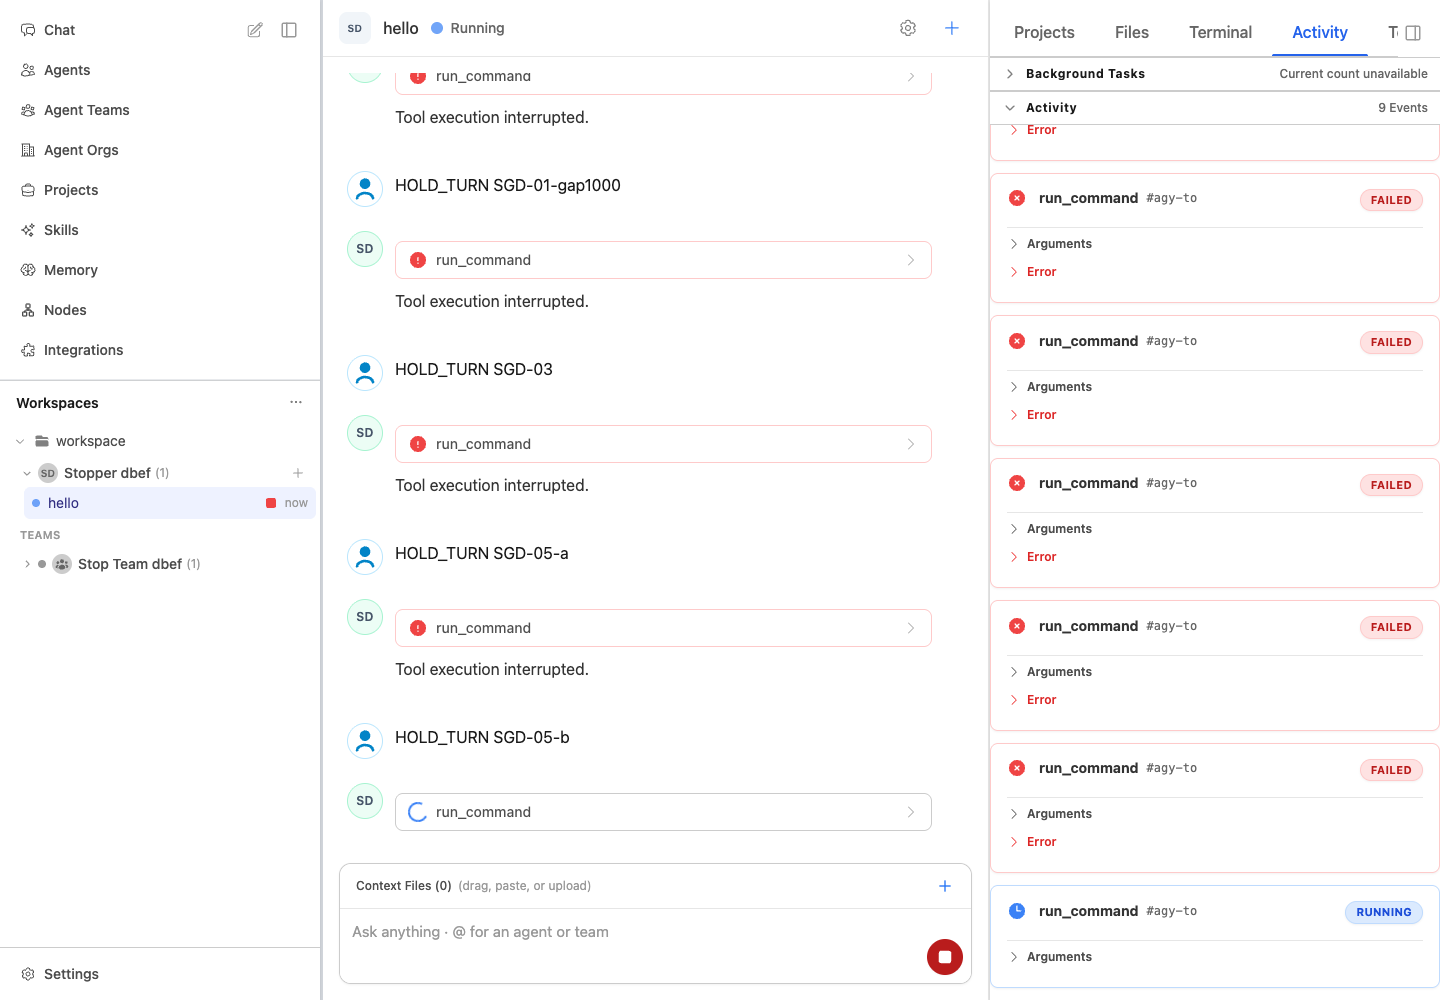 Chat
Agents
Agent Teams
Agent Orgs
Projects
Skills
Memory
Nodes
Integrations
Workspaces
workspace
SD Stopper dbef (1)
hello now
TEAMS
Stop Team dbef (1)
Settings
SD hello Running
run_command
Tool execution interrupted.
HOLD_TURN SGD-01-gap1000
SD run_command
Tool execution interrupted.
HOLD_TURN SGD-03
SD run_command
Tool execution interrupted.
HOLD_TURN SGD-05-a
SD run_command
Tool execution interrupted.
HOLD_TURN SGD-05-b
SD run_command
Context Files (0) (drag, paste, or upload)
Ask anything · @ for an agent or team
Projects Files Terminal Activity
Background Tasks Current count unavailable
Activity 9 Events
Error
run_command #agy-to FAILED
Arguments
Error
run_command #agy-to FAILED
Arguments
Error
run_command #agy-to FAILED
Arguments
Error
run_command #agy-to FAILED
Arguments
Error
run_command #agy-to FAILED
Arguments
Error
run_command #agy-to RUNNING
Arguments